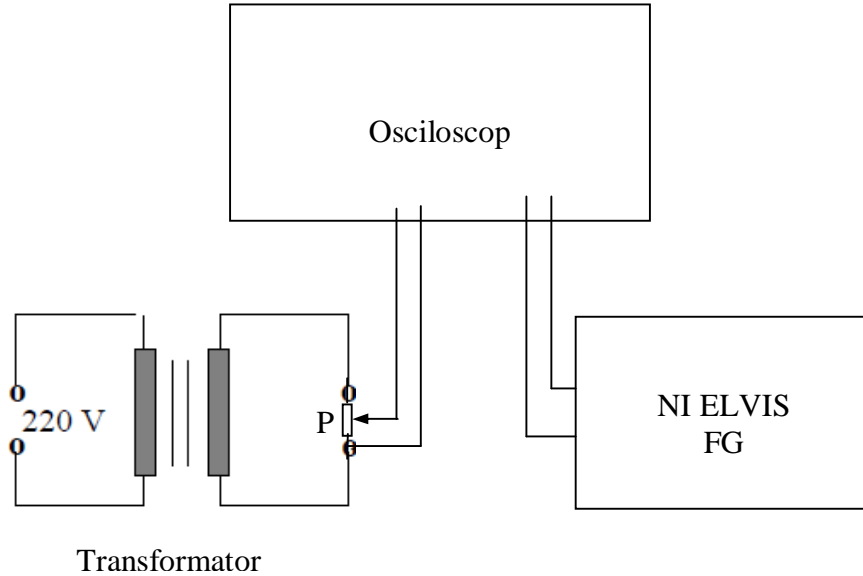 Osciloscop
220 V
P
NI ELVIS
FG
Transformator